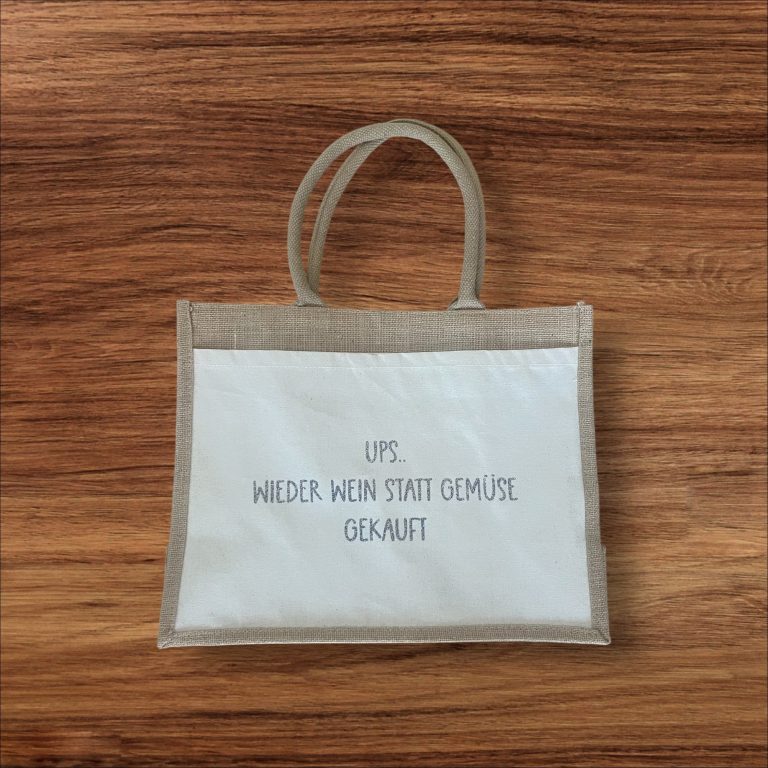 UPS..
WIEDER WEIN STATT GEMÜSE
GEKAUFT